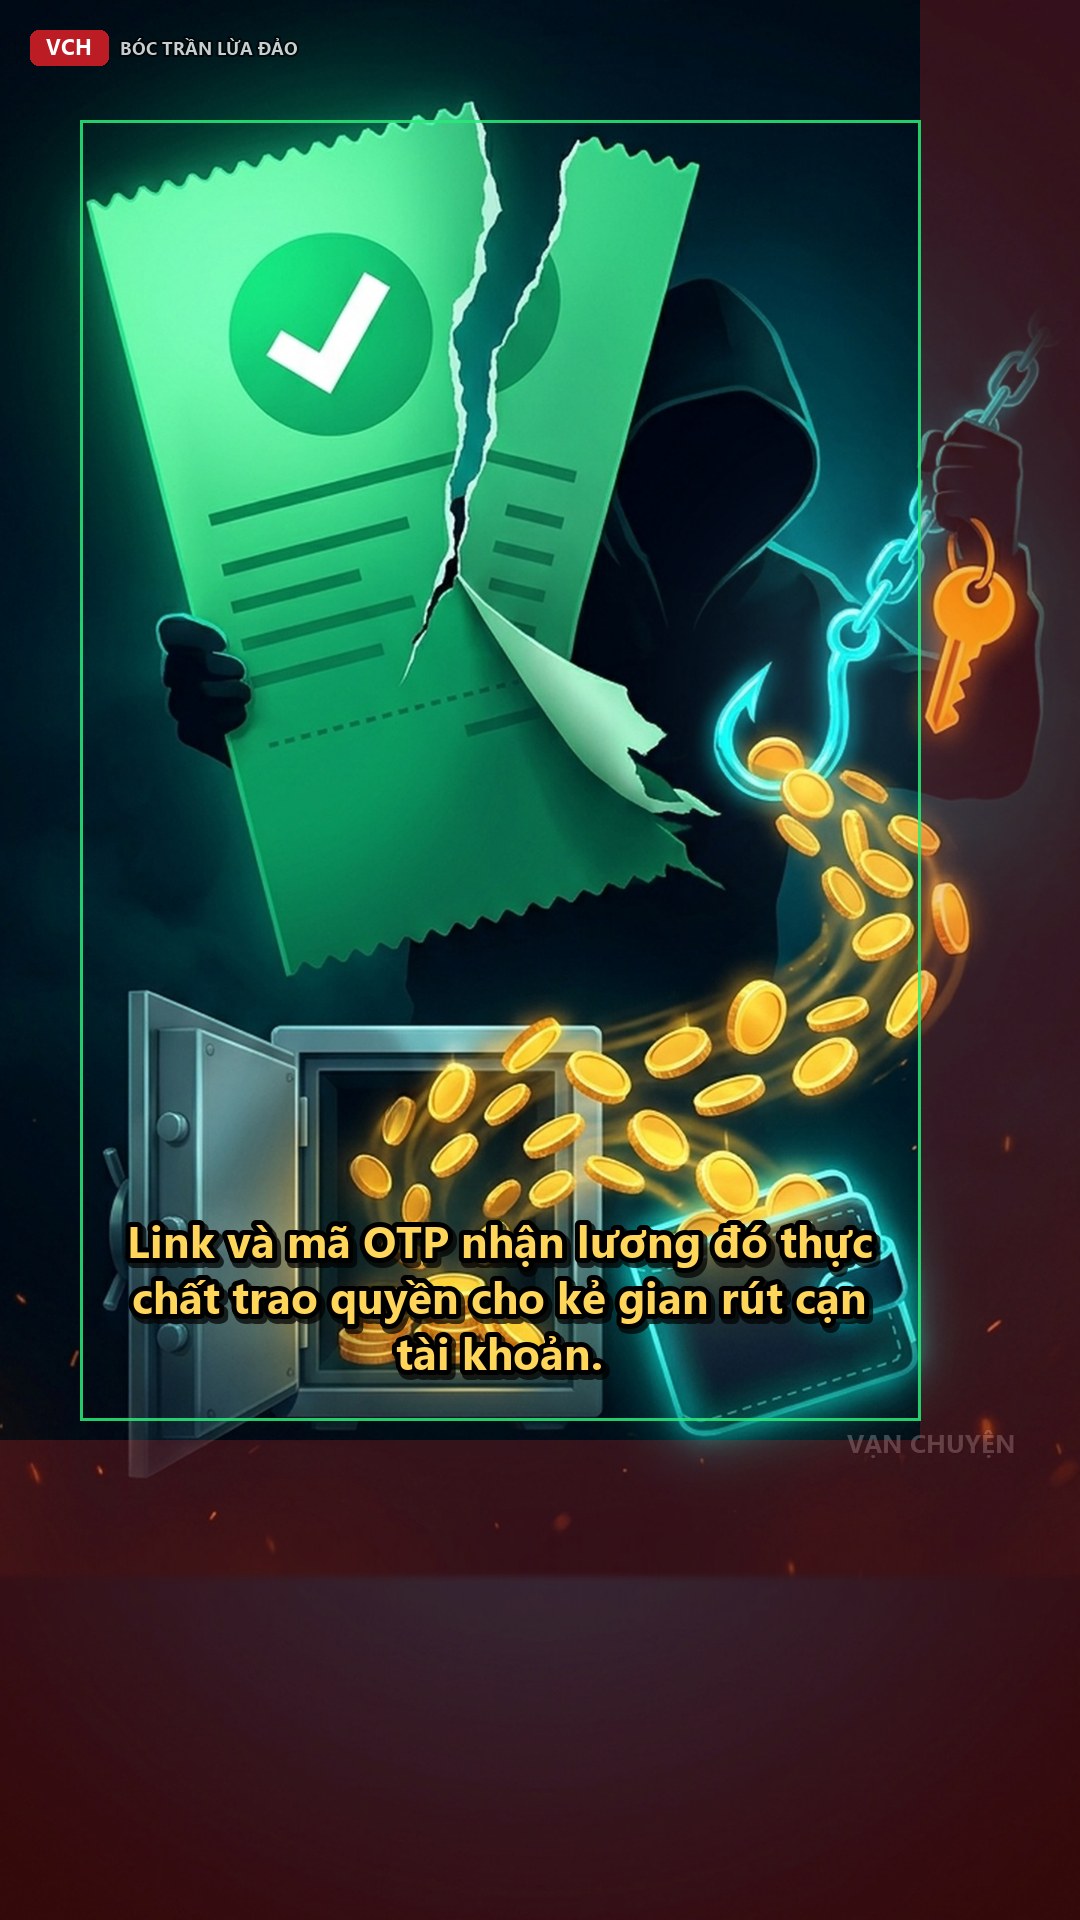 VCH BÓC TRẦN LỪA ĐẢO
Link và mã OTP nhận lương đó thực
chất trao quyền cho kẻ gian rút cạn
tài khoản.
VẠN CHUYỆN